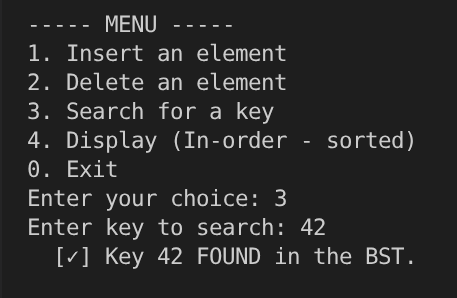 ----- MENU -----
1. Insert an element
2. Delete an element
3. Search for a key
4. Display (In-order - sorted)
0. Exit
Enter your choice: 3
Enter key to search: 42
  [✓] Key 42 FOUND in the BST.